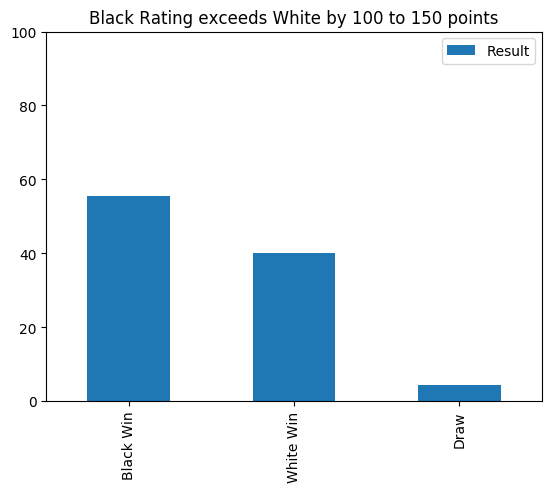 Black Rating exceeds White by 100 to 150 points
Result
100
80
60
40
20
0
Black Win
White Win
Draw